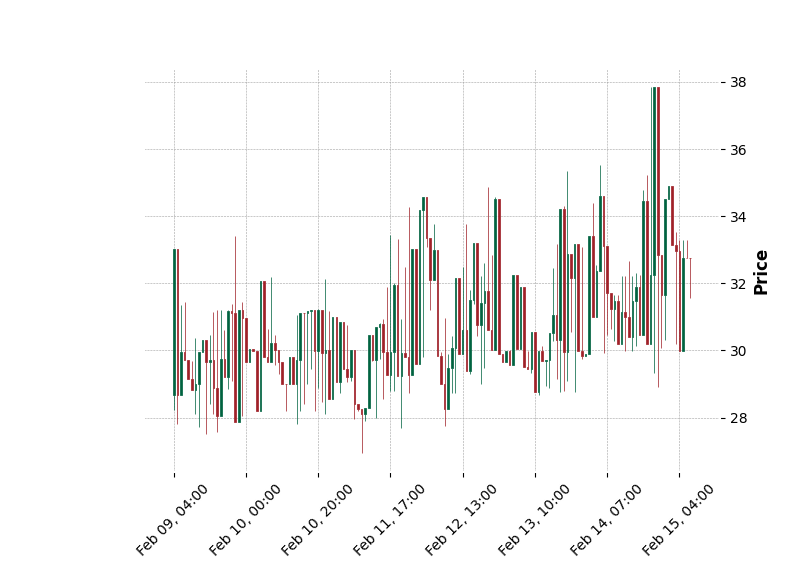 38
36
34
32
30
28
Price
Feb 09, 04:00
Feb 10, 00:00
Feb 10, 20:00
Feb 11, 17:00
Feb 12, 13:00
Feb 13, 10:00
Feb 14, 07:00
Feb 15, 04:00